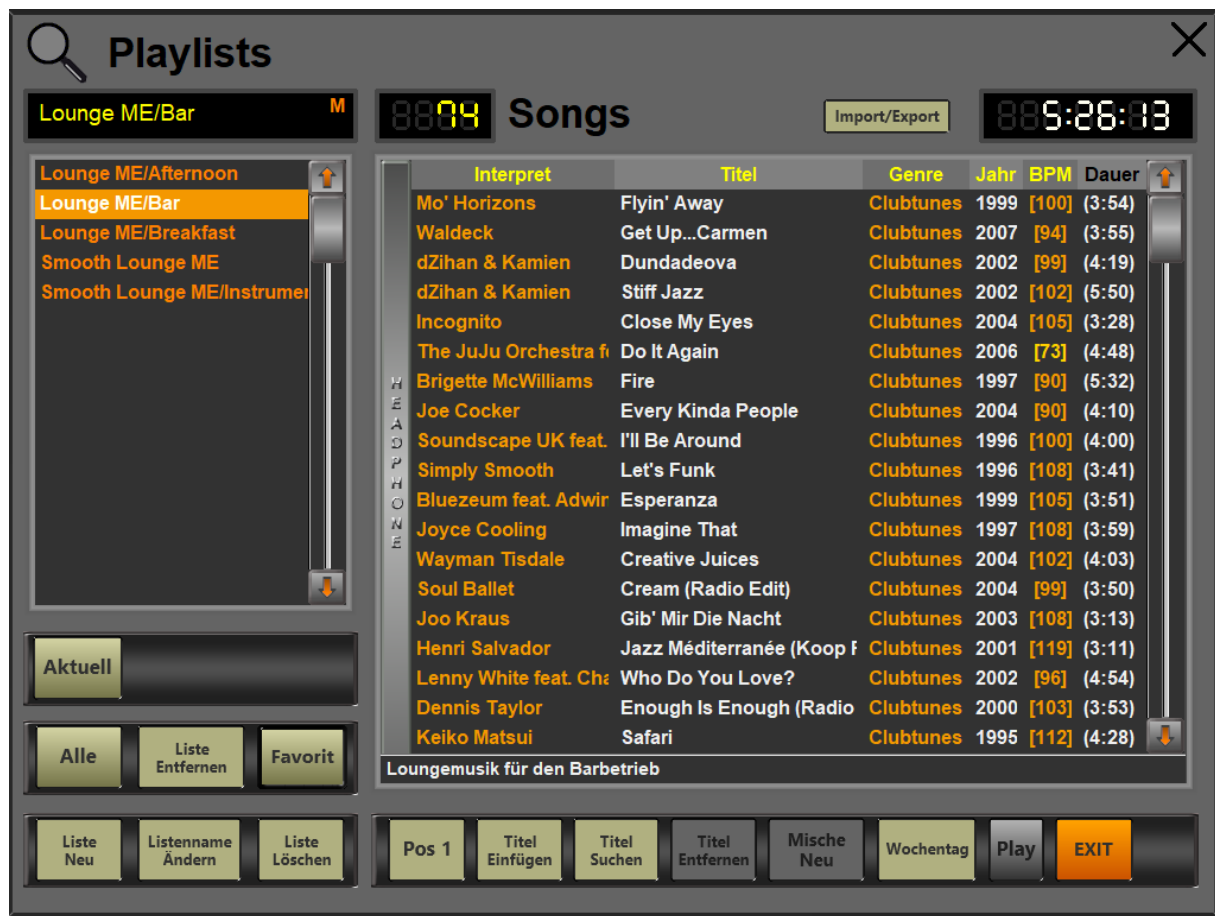 Playlists
Lounge ME/Bar M
74 Songs Import/Export 5:26:13
Lounge ME/Afternoon
Lounge ME/Bar
Lounge ME/Breakfast
Smooth Lounge ME
Smooth Lounge ME/Instrumer
HEADPHONE
Interpret Titel Genre Jahr BPM Dauer
Mo' Horizons Flyin' Away Clubtunes 1999 [100] (3:54)
Waldeck Get Up...Carmen Clubtunes 2007 [94] (3:55)
dZihan & Kamien Dundadeova Clubtunes 2002 [99] (4:19)
dZihan & Kamien Stiff Jazz Clubtunes 2002 [102] (5:50)
Incognito Close My Eyes Clubtunes 2004 [105] (3:28)
The JuJu Orchestra fe Do It Again Clubtunes 2006 [73] (4:48)
Brigette McWilliams Fire Clubtunes 1997 [90] (5:32)
Joe Cocker Every Kinda People Clubtunes 2004 [90] (4:10)
Soundscape UK feat. I'll Be Around Clubtunes 1996 [100] (4:00)
Simply Smooth Let's Funk Clubtunes 1996 [108] (3:41)
Bluezeum feat. Adwin Esperanza Clubtunes 1999 [105] (3:51)
Joyce Cooling Imagine That Clubtunes 1997 [108] (3:59)
Wayman Tisdale Creative Juices Clubtunes 2004 [102] (4:03)
Soul Ballet Cream (Radio Edit) Clubtunes 2004 [99] (3:50)
Joo Kraus Gib' Mir Die Nacht Clubtunes 2003 [108] (3:13)
Henri Salvador Jazz Méditerranée (Koop R Clubtunes 2001 [119] (3:11)
Lenny White feat. Cha Who Do You Love? Clubtunes 2002 [96] (4:54)
Dennis Taylor Enough Is Enough (Radio Clubtunes 2000 [103] (3:53)
Keiko Matsui Safari Clubtunes 1995 [112] (4:28)
Loungemusik für den Barbetrieb
Aktuell
Alle Liste Entfernen Favorit
Liste Neu Listenname Ändern Liste Löschen
Pos 1 Titel Einfügen Titel Suchen Titel Entfernen Mische Neu Wochentag Play EXIT